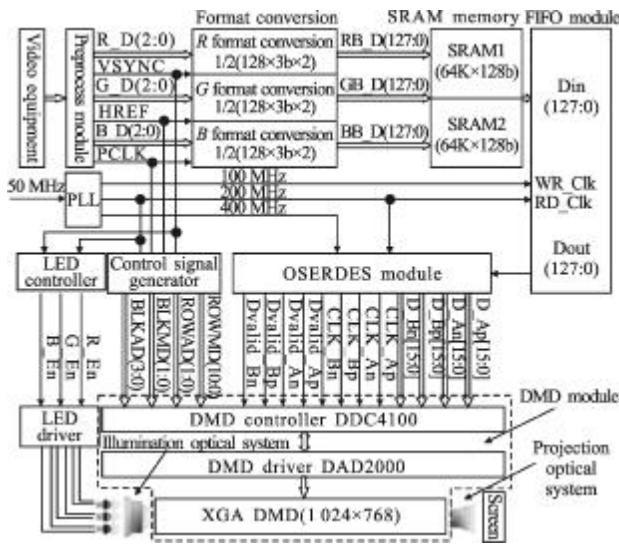 Format conversion
SRAM memory
FIFO module
Video equipment
Preprocess module
R_D(2:0)
VSYNC
G_D(2:0)
HREF
B_D(2:0)
PCLK
R format conversion
1/2(128×3b×2)
G format conversion
1/2(128×3b×2)
B format conversion
1/2(128×3b×2)
RB_D(127:0)
GB_D(127:0)
BB_D(127:0)
SRAM1
(64K×128b)
SRAM2
(64K×128b)
Din
(127:0)
WR_Clk
RD_Clk
Dout
(127:0)
50 MHz
PLL
100 MHz
200 MHz
400 MHz
LED
controller
Control signal
generator
OSERDES module
B_En
G_En
R_En
BLKAD(3:0)
BLKMD(1:0)
ROWAD(1:0)
ROWMD(10:0)
Dvalid_Bn
Dvalid_Bp
Dvalid_An
Dvalid_Ap
CLK_Bn
CLK_Bp
CLK_An
CLK_Ap
D_Bn[15:0]
D_Bp[15:0]
D_An[15:0]
D_Ap[15:0]
LED
driver
DMD controller DDC4100
DMD module
Illumination optical system
DMD driver DAD2000
Projection
optical
system
XGA DMD(1 024×768)
Screen